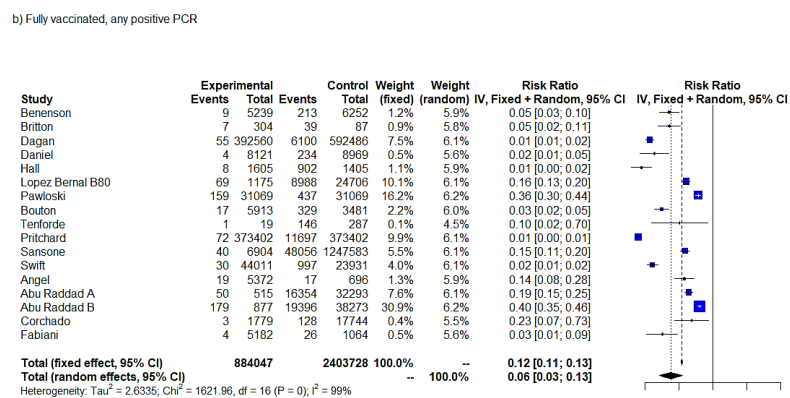 b) Fully vaccinated, any positive PCR
Experimental Control Weight Weight Risk Ratio Risk Ratio
Study Events Total Events Total (fixed) (random) IV, Fixed + Random, 95% CI IV, Fixed + Random, 95% CI
Benenson 9 5239 213 6252 1.2% 5.9% 0.05 [0.03; 0.10]
Britton 7 304 39 87 0.9% 5.8% 0.05 [0.02; 0.11]
Dagan 55 392560 6100 592486 7.5% 6.1% 0.01 [0.01; 0.02]
Daniel 4 8121 234 8969 0.5% 5.6% 0.02 [0.01; 0.05]
Hall 8 1605 902 1405 1.1% 5.9% 0.01 [0.00; 0.02]
Lopez Bernal B80 69 1175 8988 24706 10.1% 6.1% 0.16 [0.13; 0.20]
Pawloski 159 31069 437 31069 16.2% 6.2% 0.36 [0.30; 0.44]
Bouton 17 5913 329 3481 2.2% 6.0% 0.03 [0.02; 0.05]
Tenforde 1 19 146 287 0.1% 4.5% 0.10 [0.02; 0.70]
Pritchard 72 373402 11697 373402 9.9% 6.1% 0.01 [0.00; 0.01]
Sansone 40 6904 48056 1247583 5.4% 6.1% 0.15 [0.11; 0.20]
Swift 30 44011 997 23931 4.0% 6.1% 0.02 [0.01; 0.02]
Angel 19 5372 17 696 1.2% 5.9% 0.14 [0.08; 0.28]
Abu Raddad A 50 515 16354 32293 7.6% 6.1% 0.19 [0.15; 0.25]
Abu Raddad B 179 877 19396 38273 30.9% 6.2% 0.40 [0.35; 0.46]
Corchado 3 1779 128 17744 0.4% 5.5% 0.23 [0.07; 0.73]
Fabiani 4 5182 26 1064 0.5% 5.6% 0.03 [0.01; 0.09]
Total (fixed effect, 95% CI) 884047 2403728 100.0% -- 0.12 [0.11; 0.13]
Total (random effects, 95% CI) -- 100.0% 0.06 [0.03; 0.13]
Heterogeneity: Tau² = 2.6335; Chi² = 1621.96, df = 16 (P = 0); I² = 99%